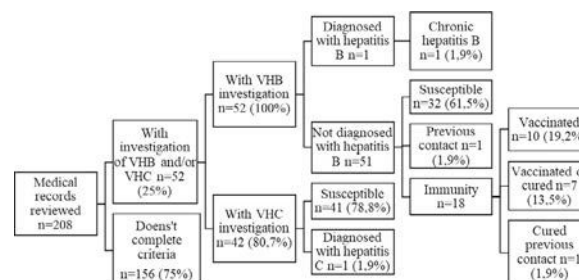 Medical
records
reviewed
n=208
With
investigation
of VHB and/or
VHC n=52
(25%)
Doens't
complete
criteria
n=156 (75%)
With VHB
investigation
n=52 (100%)
With VHC
investigation
n=42 (80,7%)
Diagnosed
with hepatitis
B n=1
Not diagnosed
with hepatitis
B n=51
Susceptible
n=41 (78,8%)
Diagnosed
with hepatitis
C n=1 (1,9%)
Chronic
hepatitis B
n=1 (1,9%)
Susceptible
n=32 (61,5%)
Previous
contact n=1
(1,9%)
Immunity
n=18
Vaccinated
n=10 (19,2%)
Vaccinated
cured n=7
(13,5%)
Cured
previous
contact n=1
(1,9%)